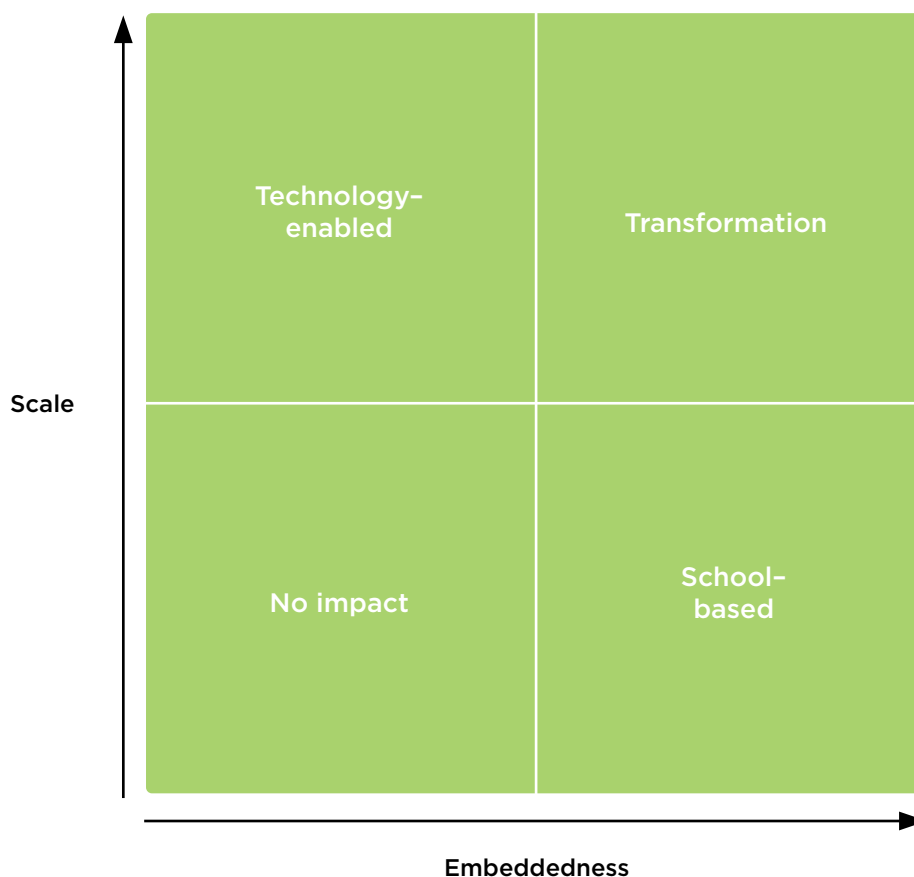 Technology–
enabled
Transformation
Scale
No impact
School–
based
Embeddedness